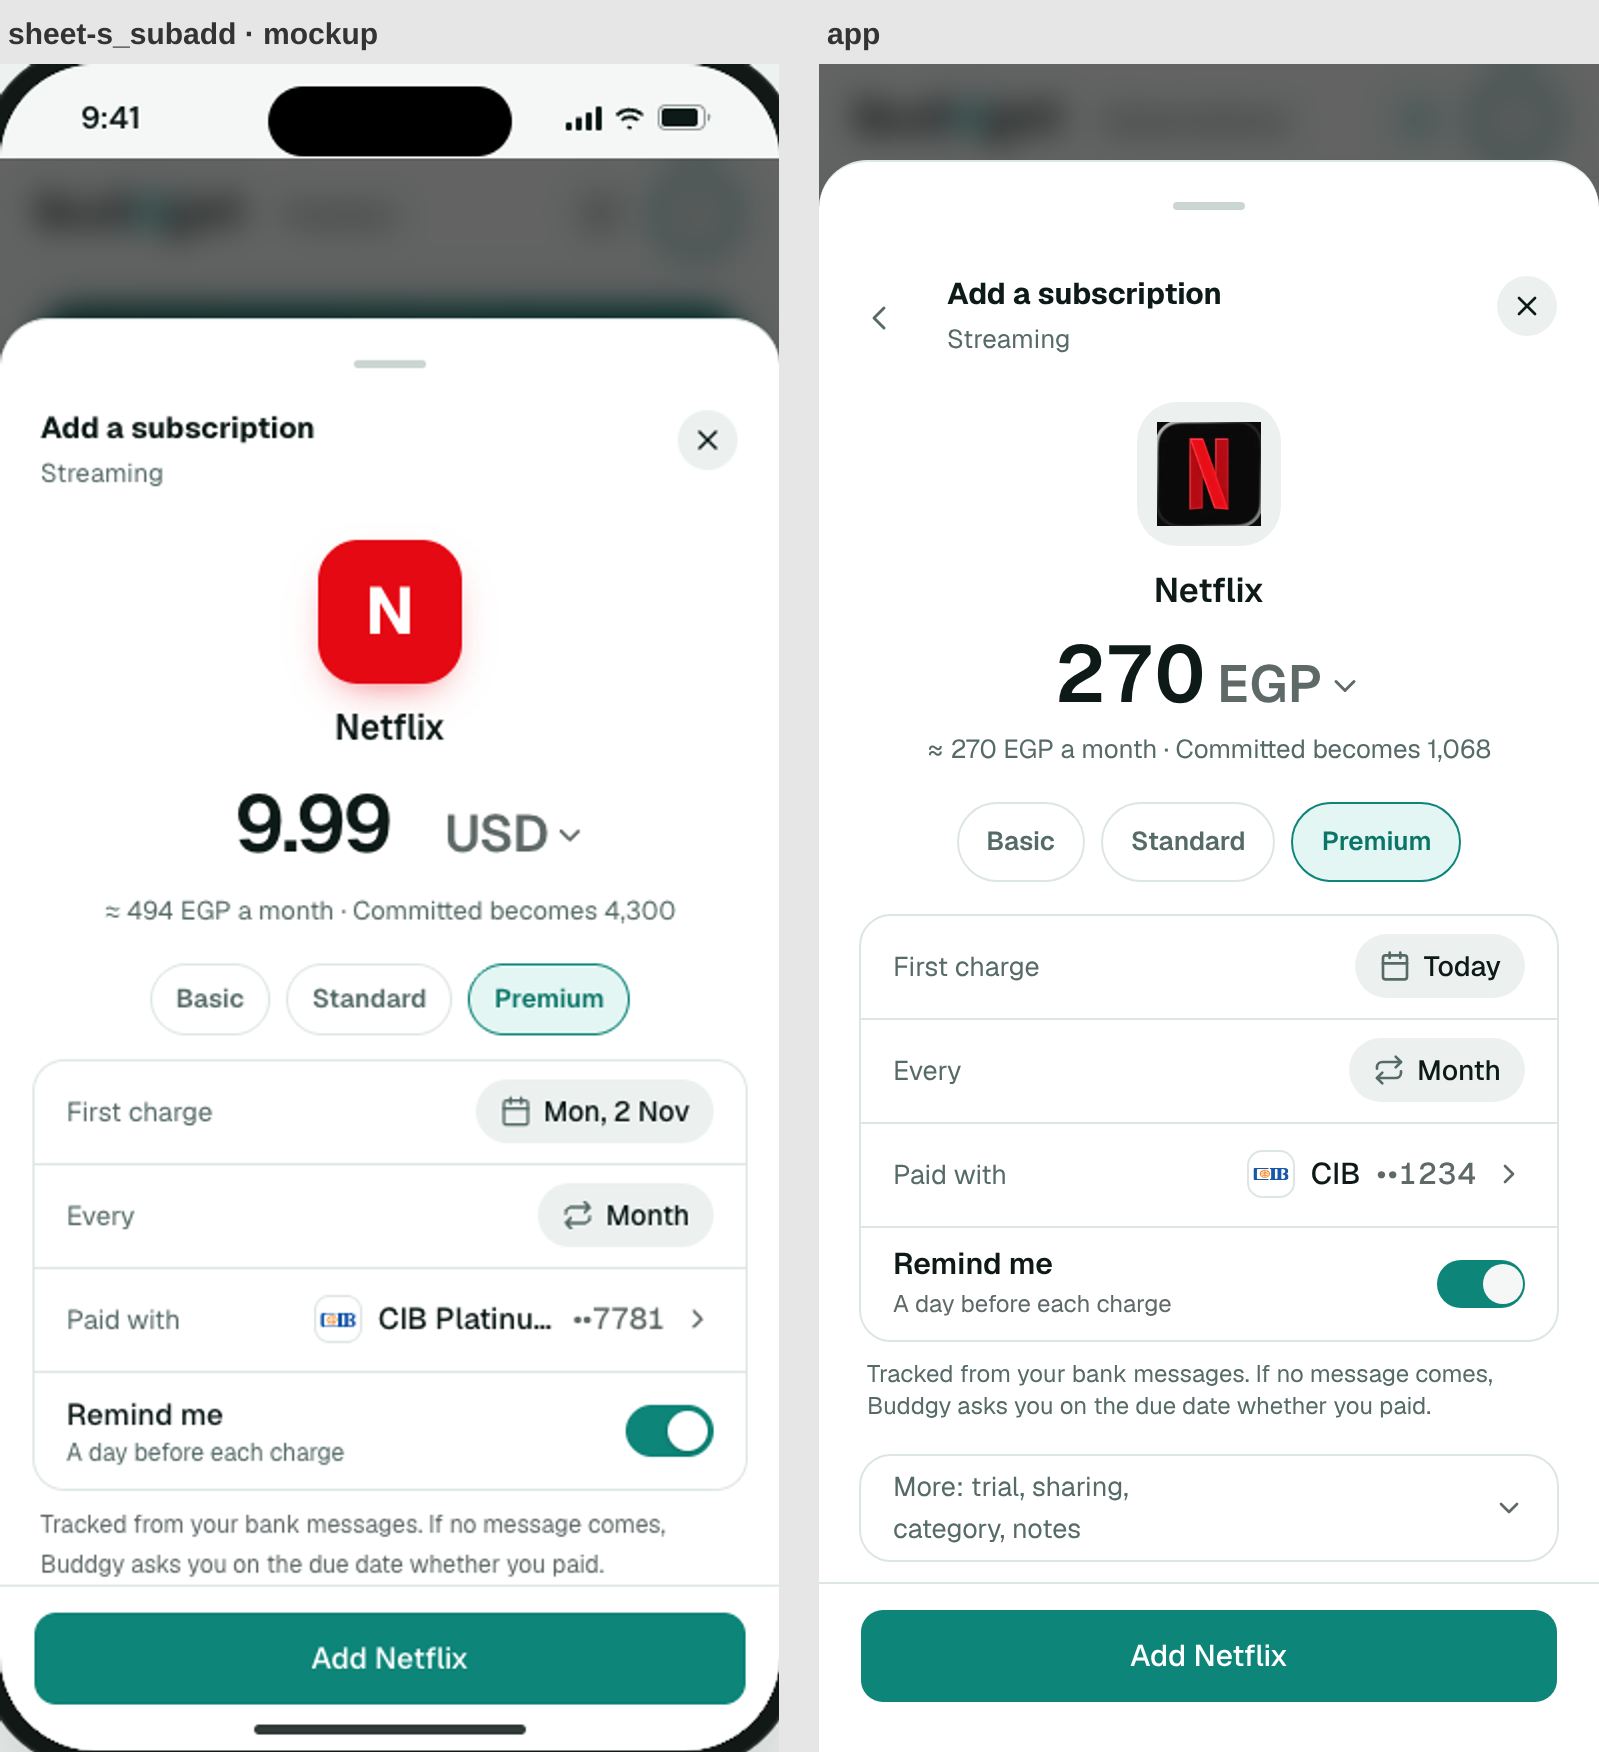 sheet-s_subadd · mockup
9:41
Add a subscription
Streaming
N
Netflix
9.99 USD
≈ 494 EGP a month · Committed becomes 4,300
Basic Standard Premium
First charge Mon, 2 Nov
Every Month
Paid with CIB CIB Platinu... ••7781
Remind me
A day before each charge
Tracked from your bank messages. If no message comes,
Buddgy asks you on the due date whether you paid.
Add Netflix
app
Add a subscription
Streaming
N
Netflix
270 EGP
≈ 270 EGP a month · Committed becomes 1,068
Basic Standard Premium
First charge Today
Every Month
Paid with CIB CIB ••1234
Remind me
A day before each charge
Tracked from your bank messages. If no message comes,
Buddgy asks you on the due date whether you paid.
More: trial, sharing,
category, notes
Add Netflix